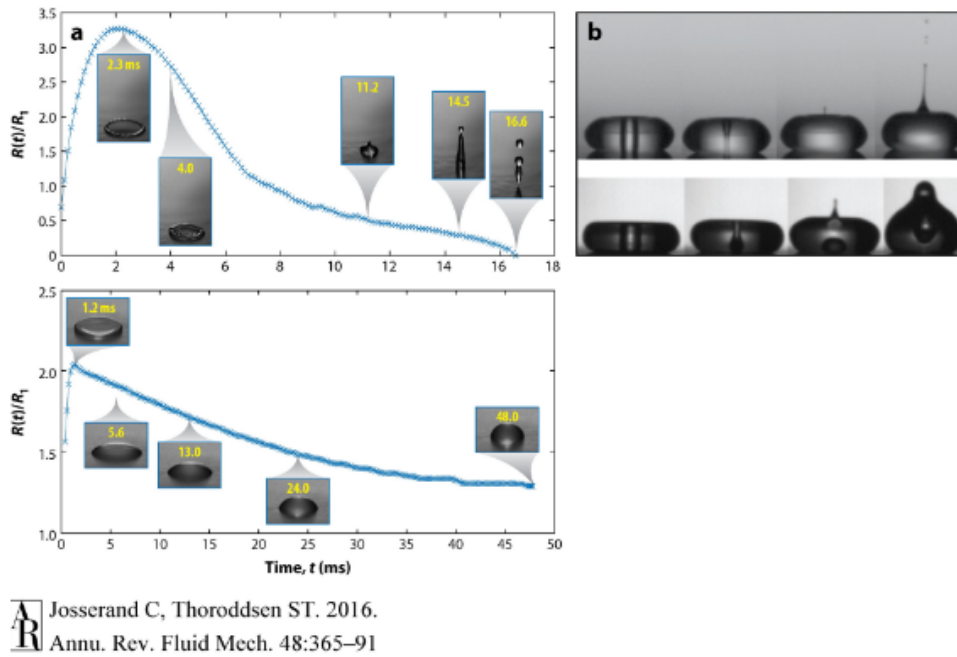 a
b
R(t)/R1
3.5
3.0
2.5
2.0
1.5
1.0
0.5
0
2.3 ms
4.0
11.2
14.5
16.6
0 2 4 6 8 10 12 14 16 18
R(t)/R1
2.5
2.0
1.5
1.0
1.2 ms
5.6
13.0
24.0
48.0
0 5 10 15 20 25 30 35 40 45 50
Time, t (ms)
AR Josserand C, Thoroddsen ST. 2016.
Annu. Rev. Fluid Mech. 48:365–91